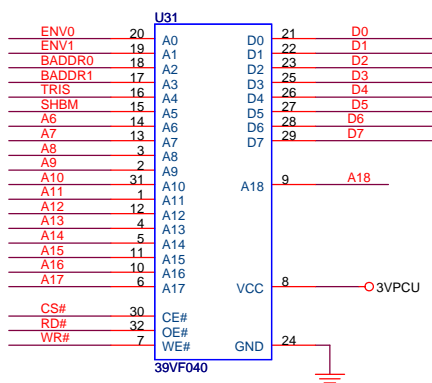 U31
ENV0 20 A0 D0 21 D0
ENV1 19 A1 D1 22 D1
BADDR0 18 A2 D2 23 D2
BADDR1 17 A3 D3 25 D3
TRIS 16 A4 D4 26 D4
SHBM 15 A5 D5 27 D5
A6 14 A6 D6 28 D6
A7 13 A7 D7 29 D7
A8 3 A8
A9 2 A9
A10 31 A10 A18 9 A18
A11 1 A11
A12 12 A12
A13 4 A13
A14 5 A14
A15 11 A15
A16 10 A16
A17 6 A17 VCC 8 3VPCU
CS# 30 CE#
RD# 32 OE#
WR# 7 WE# GND 24
39VF040